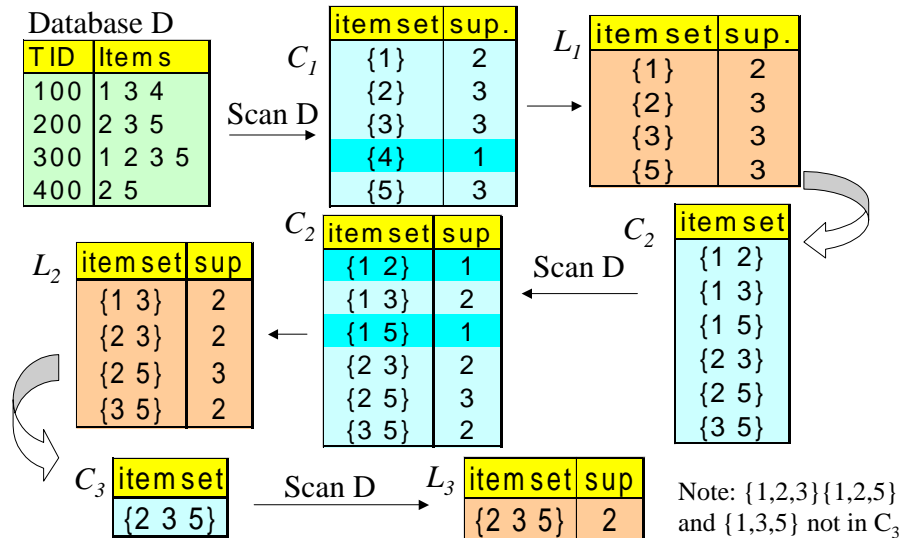 Database D
TID Items
100 1 3 4
200 2 3 5
300 1 2 3 5
400 2 5
Scan D
C1
itemset sup.
{1} 2
{2} 3
{3} 3
{4} 1
{5} 3
L1
itemset sup.
{1} 2
{2} 3
{3} 3
{5} 3
C2
itemset
{1 2}
{1 3}
{1 5}
{2 3}
{2 5}
{3 5}
Scan D
C2
itemset sup
{1 2} 1
{1 3} 2
{1 5} 1
{2 3} 2
{2 5} 3
{3 5} 2
L2
itemset sup
{1 3} 2
{2 3} 2
{2 5} 3
{3 5} 2
C3
itemset
{2 3 5}
Scan D
L3
itemset sup
{2 3 5} 2
Note: {1,2,3}{1,2,5}
and {1,3,5} not in C3